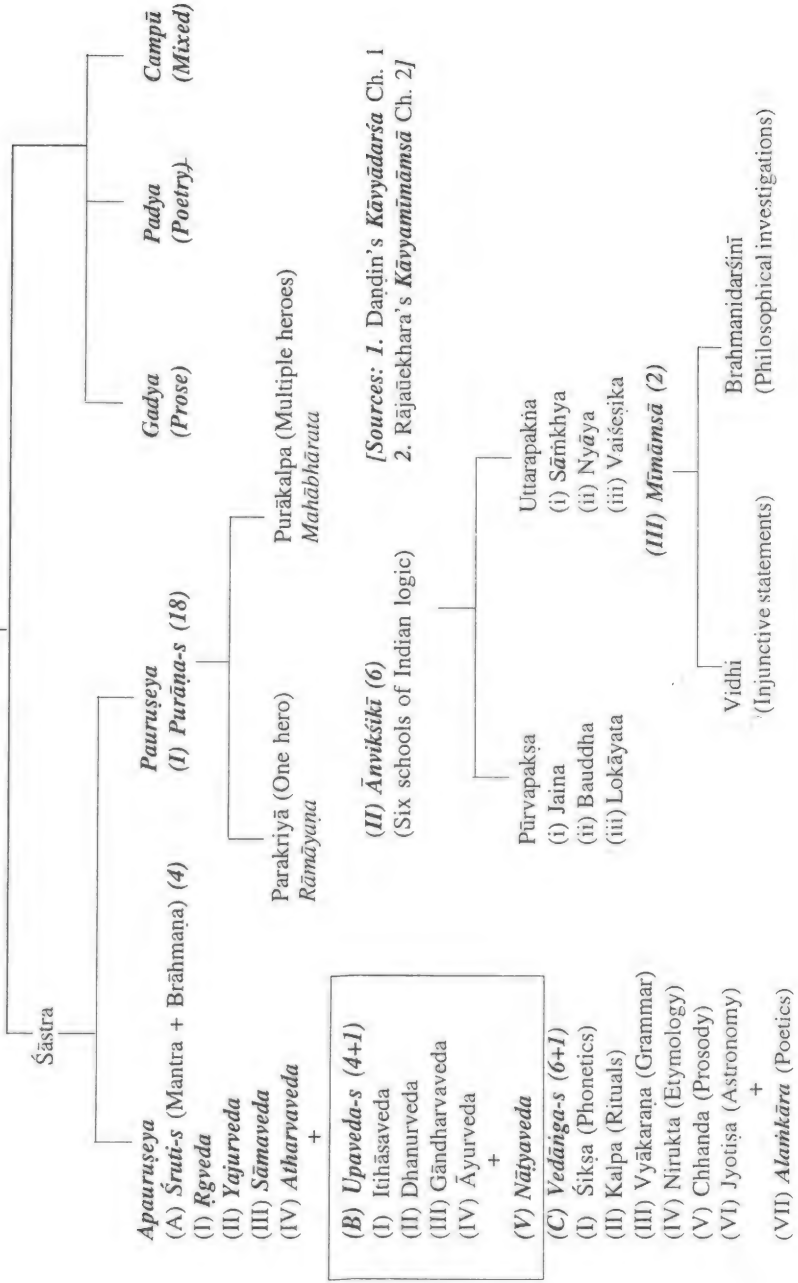 Śāstra
Apauruṣeya
(A) Śruti-s (Mantra + Brāhmaṇa) (4)
(I) Ṛgveda
(II) Yajurveda
(III) Sāmaveda
(IV) Atharvaveda
+
(B) Upaveda-s (4+1)
(I) Itihāsaveda
(II) Dhanurveda
(III) Gāndharvaveda
(IV) Āyurveda
+
(V) Nāṭyaveda
(C) Vedāṅga-s (6+1)
(I) Śikṣa (Phonetics)
(II) Kalpa (Rituals)
(III) Vyākaraṇa (Grammar)
(IV) Nirukta (Etymology)
(V) Chhanda (Prosody)
(VI) Jyotiṣa (Astronomy)
+
(VII) Alaṁkāra (Poetics)
Pauruṣeya
(I) Purāṇa-s (18)
Parakriyā (One hero)
Rāmāyaṇa
Purākalpa (Multiple heroes)
Mahābhārata
(II) Ānvikśikī (6)
(Six schools of Indian logic)
Pūrvapakṣa
(i) Jaina
(ii) Bauddha
(iii) Lokāyata
Uttarapakṅa
(i) Sāṁkhya
(ii) Nyāya
(iii) Vaiśeṣika
(III) Mīmāmsā (2)
Vidhi
(Injunctive statements)
Brahmanidarśinī
(Philosophical investigations)
Gadya
(Prose)
Padya
(Poetry)
Campū
(Mixed)
[Sources: 1. Daṇḍin's Kāvyādarśa Ch. 1
2. Rājaūekhara's Kāvyamīmāmsā Ch. 2]